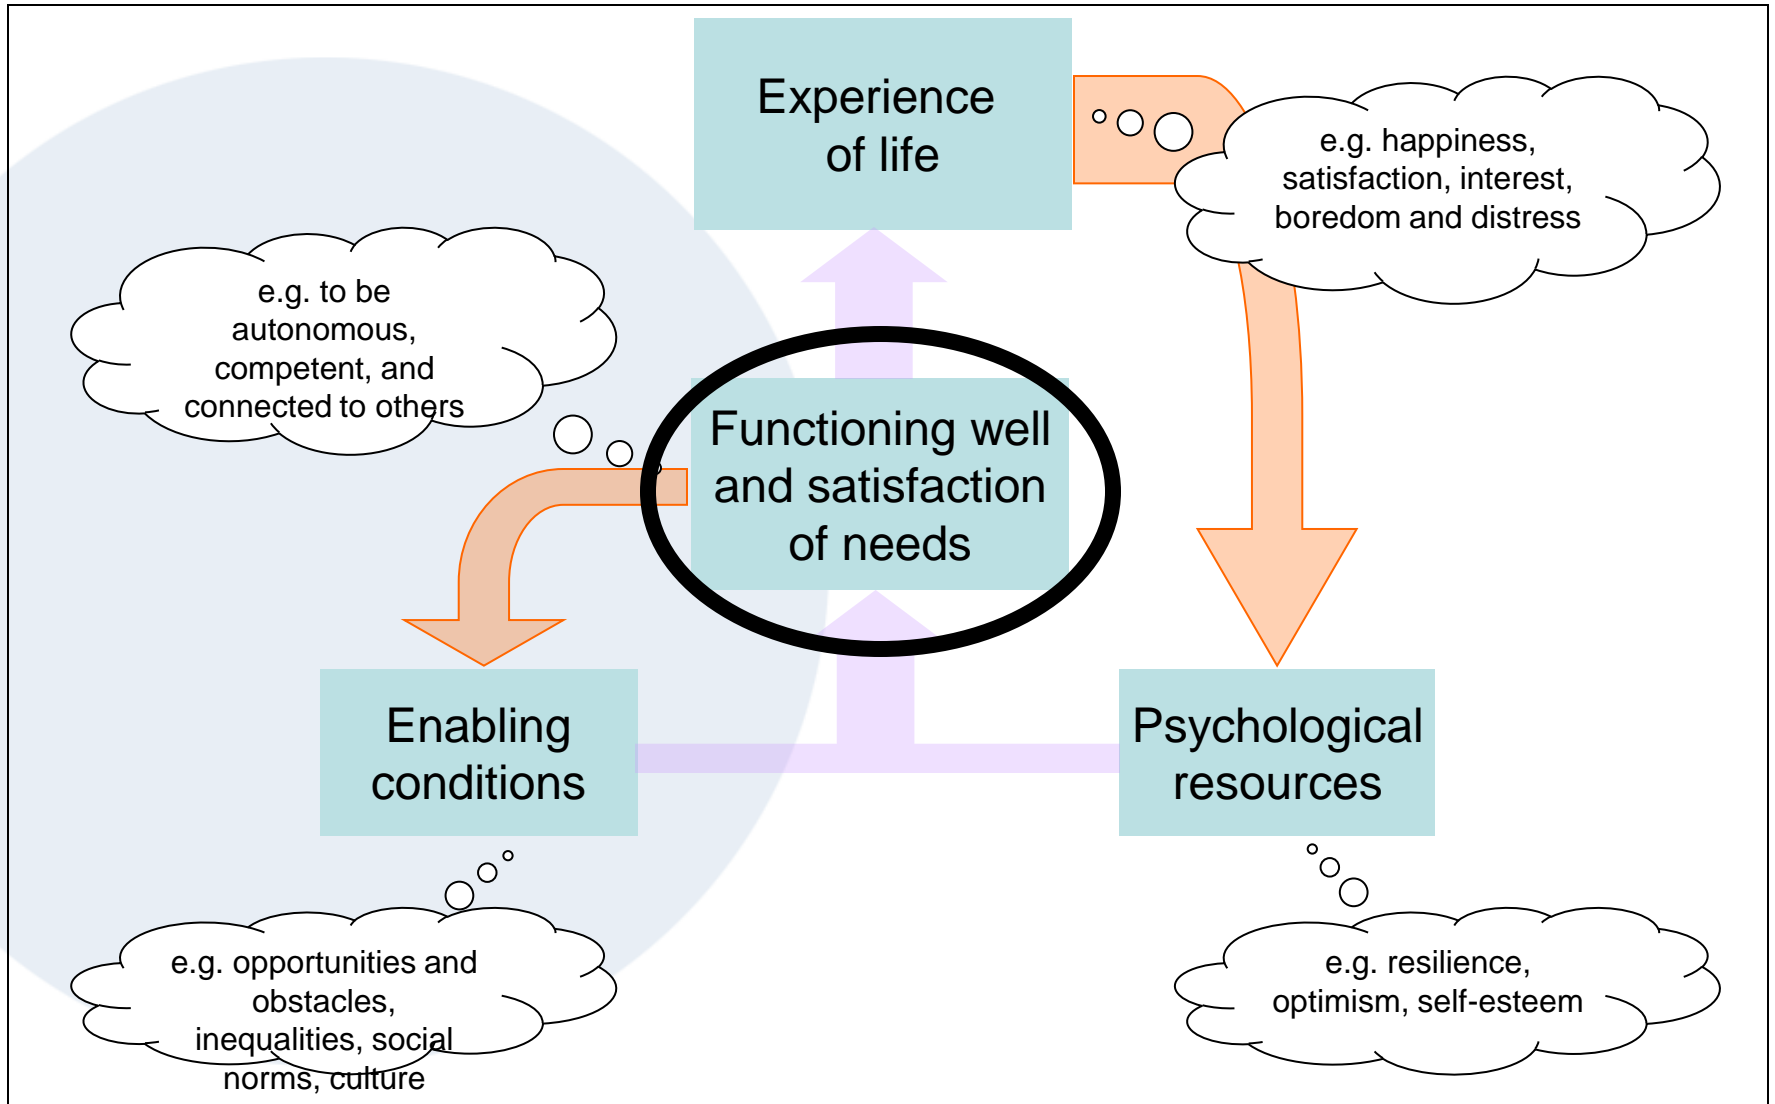 Experience
of life
e.g. happiness,
satisfaction, interest,
boredom and distress
e.g. to be
autonomous,
competent, and
connected to others
Functioning well
and satisfaction
of needs
Enabling
conditions
Psychological
resources
e.g. opportunities and
obstacles,
inequalities, social
norms, culture
e.g. resilience,
optimism, self-esteem